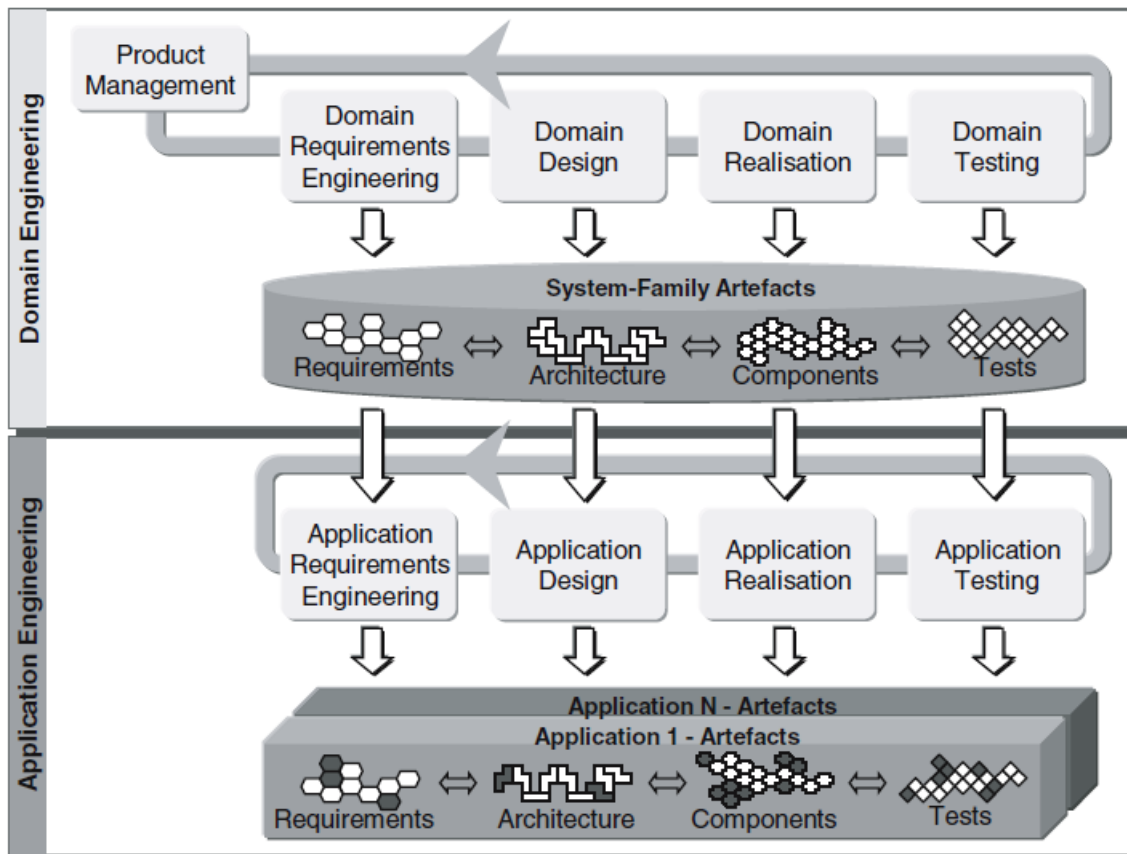 Domain Engineering
Product
Management
Domain
Requirements
Engineering
Domain
Design
Domain
Realisation
Domain
Testing
System-Family Artefacts
Requirements
Architecture
Components
Tests
Application Engineering
Application
Requirements
Engineering
Application
Design
Application
Realisation
Application
Testing
Application N - Artefacts
Application 1 - Artefacts
Requirements
Architecture
Components
Tests